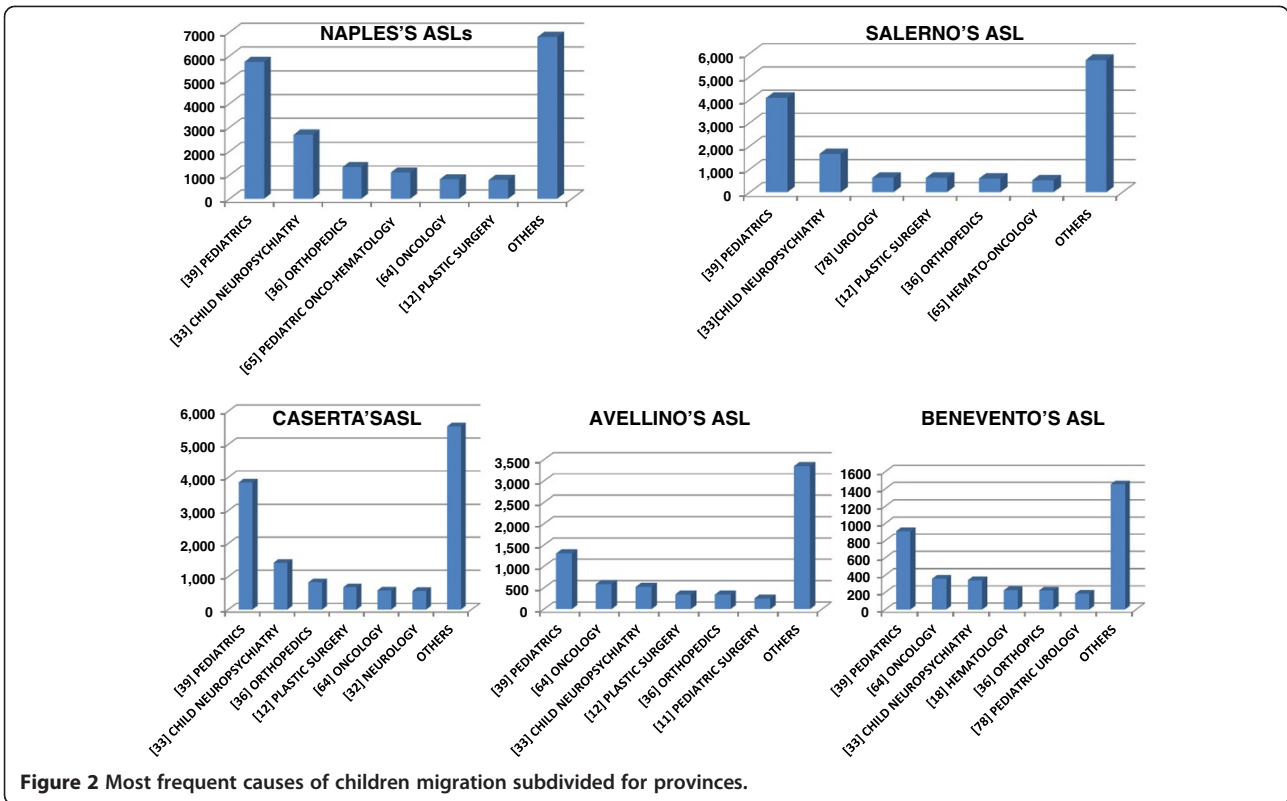 NAPLES'S ASLs
7000
6000
5000
4000
3000
2000
1000
0
[39] PEDIATRICS
[33] CHILD NEUROPSYCHIATRY
[36] ORTHOPEDICS
[65] PEDIATRIC ONCO-HEMATOLOGY
[64] ONCOLOGY
[12] PLASTIC SURGERY
OTHERS
SALERNO'S ASL
6,000
5,000
4,000
3,000
2,000
1,000
0
[39] PEDIATRICS
[33]CHILD NEUROPSYCHIATRY
[78] UROLOGY
[12] PLASTIC SURGERY
[36] ORTHOPEDICS
[65] HEMATO-ONCOLOGY
OTHERS
CASERTA'SASL
6,000
5,000
4,000
3,000
2,000
1,000
0
[39] PEDIATRICS
[33] CHILD NEUROPSYCHIATRY
[36] ORTHOPEDICS
[12] PLASTIC SURGERY
[64] ONCOLOGY
[32] NEUROLOGY
OTHERS
AVELLINO'S ASL
3,500
3,000
2,500
2,000
1,500
1,000
500
0
[39] PEDIATRICS
[64] ONCOLOGY
[33] CHILD NEUROPSYCHIATRY
[12] PLASTIC SURGERY
[36] ORTHOPEDICS
[11] PEDIATRIC SURGERY
OTHERS
BENEVENTO'S ASL
1600
1400
1200
1000
800
600
400
200
0
[39] PEDIATRICS
[64] ONCOLOGY
[33] CHILD NEUROPSYCHIATRY
[18] HEMATOLOGY
[36] ORTHOPICS
[78] PEDIATRIC UROLOGY
OTHERS
Figure 2 Most frequent causes of children migration subdivided for provinces.